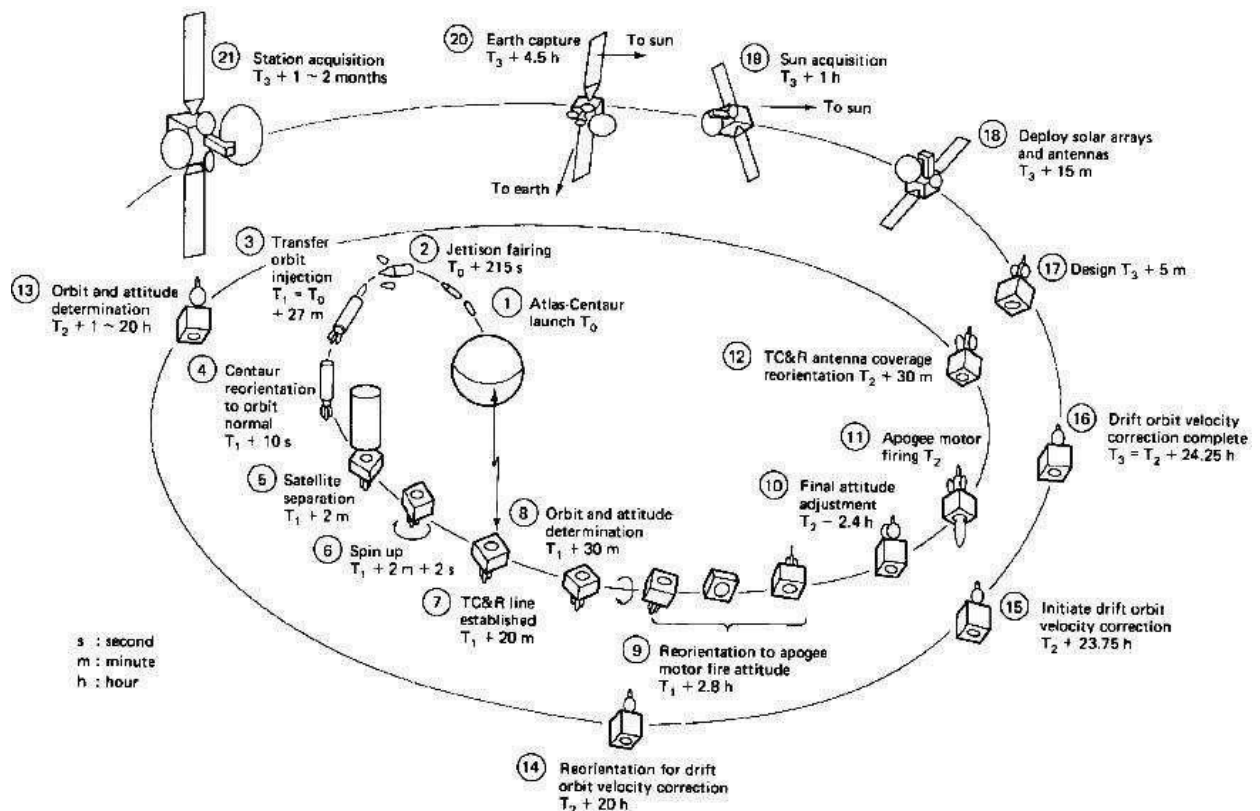 21 Station acquisition
T3 + 1 ~ 2 months
20 Earth capture
T3 + 4.5 h
To sun
To earth
19 Sun acquisition
T3 + 1 h
To sun
18 Deploy solar arrays
and antennas
T3 + 15 m
17 Design T3 + 5 m
16 Drift orbit velocity
correction complete
T3 = T2 + 24.25 h
15 Initiate drift orbit
velocity correction
T2 + 23.75 h
14 Reorientation for drift
orbit velocity correction
T2 + 20 h
13 Orbit and attitude
determination
T2 + 1 ~ 20 h
12 TC&R antenna coverage
reorientation T2 + 30 m
11 Apogee motor
firing T2
10 Final attitude
adjustment
T2 − 2.4 h
9 Reorientation to apogee
motor fire attitude
T1 + 2.8 h
8 Orbit and attitude
determination
T1 + 30 m
7 TC&R line
established
T1 + 20 m
6 Spin up
T1 + 2 m + 2 s
5 Satellite
separation
T1 + 2 m
4 Centaur
reorientation
to orbit
normal
T1 + 10 s
3 Transfer
orbit
injection
T1 = T0
+ 27 m
2 Jettison fairing
T0 + 215 s
1 Atlas-Centaur
launch T0
s : second
m : minute
h : hour